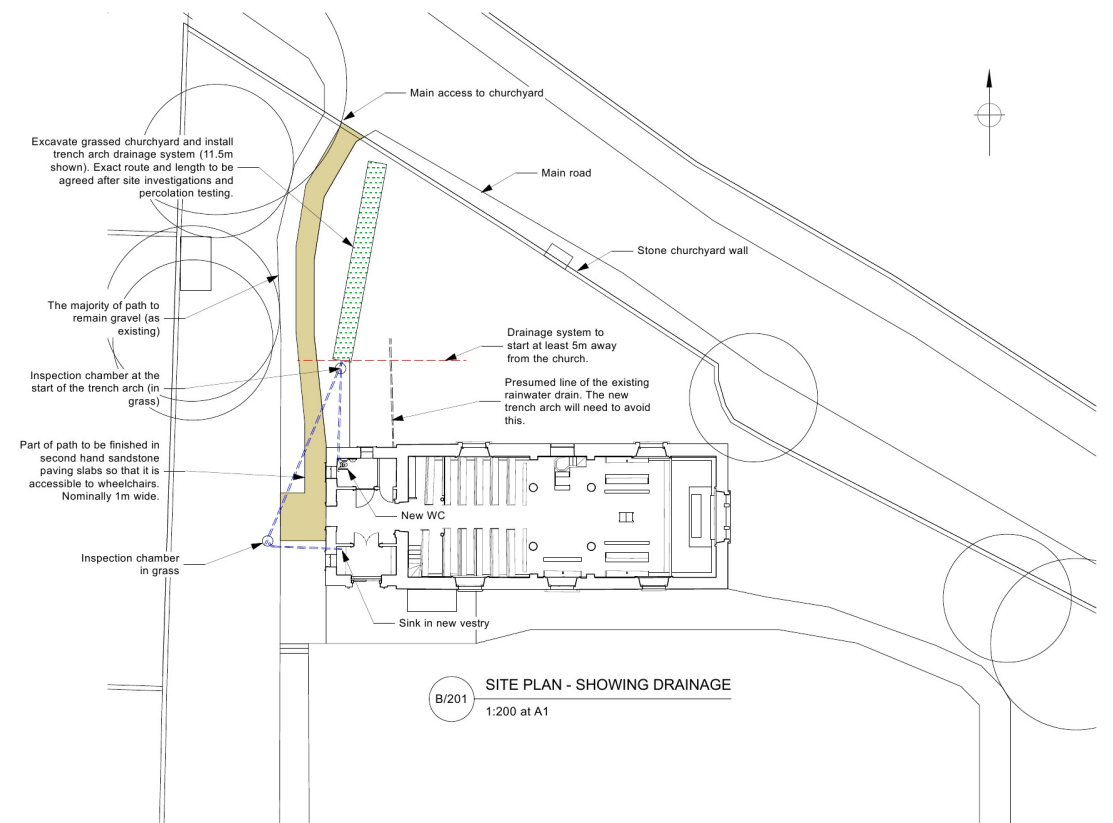 Main access to churchyard
Excavate grassed churchyard and install
trench arch drainage system (11.5m
shown). Exact route and length to be
agreed after site investigations and
percolation testing.
Main road
Stone churchyard wall
The majority of path to
remain gravel (as
existing)
Drainage system to
start at least 5m away
from the church.
Inspection chamber at the
start of the trench arch (in
grass)
Presumed line of the existing
rainwater drain. The new
trench arch will need to avoid
this.
Part of path to be finished in
second hand sandstone
paving slabs so that it is
accessible to wheelchairs.
Nominally 1m wide.
New WC
Inspection chamber
in grass
Sink in new vestry
B/201
SITE PLAN - SHOWING DRAINAGE
1:200 at A1